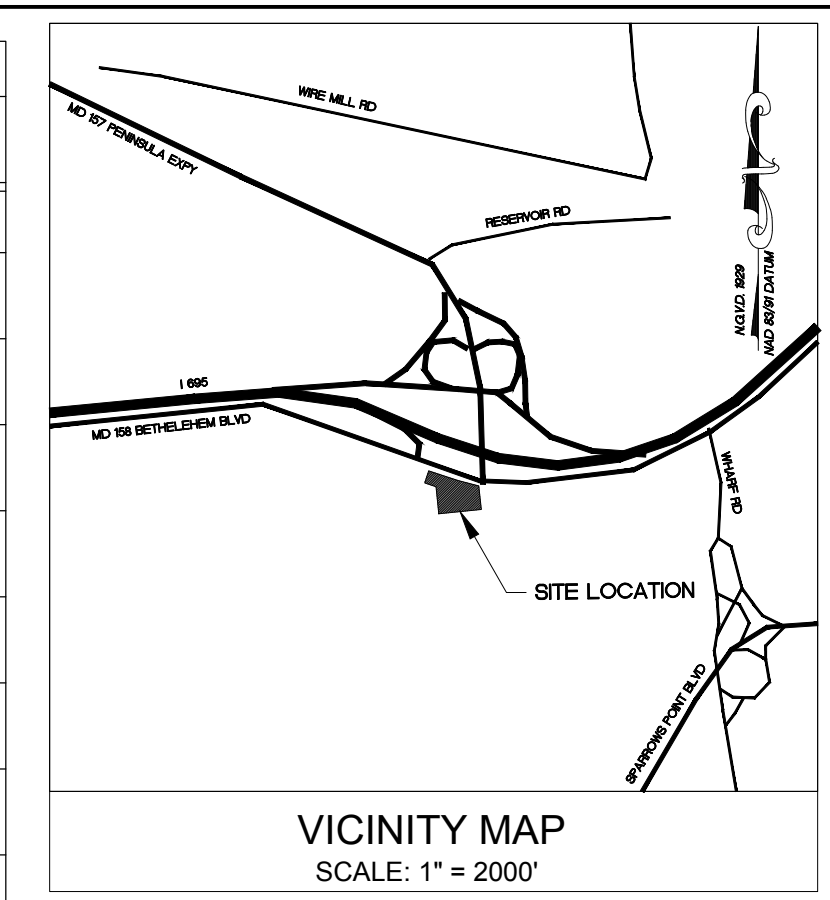 WIRE MILL RD
MD 157 PENINSULA EXPY
RESERVOIR RD
N.G.V.D. 1929
NAD 83/91 DATUM
I 695
MD 158 BETHELEHEM BLVD
WHARF RD
SITE LOCATION
SPARROWS POINT BLVD
VICINITY MAP
SCALE: 1" = 2000'